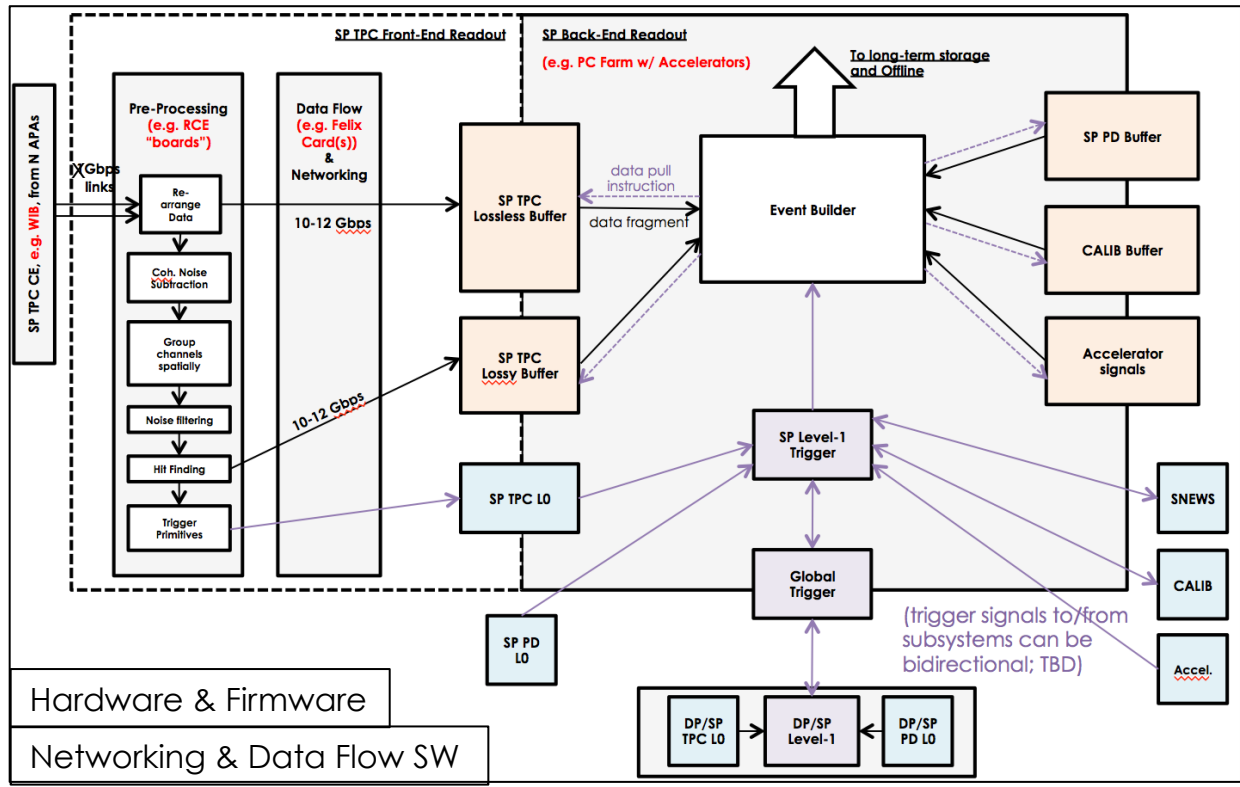 SP TPC Front-End Readout
SP Back-End Readout
(e.g. PC Farm w/ Accelerators)
To long-term storage
and Offline
SP TPC CE, e.g. WIB, from N APAs
X Gbps
links
Pre-Processing
(e.g. RCE
"boards")
Re-
arrange
Data
Coh. Noise
Subtraction
Group
channels
spatially
Noise filtering
Hit Finding
Trigger
Primitives
Data Flow
(e.g. Felix
Card(s))
&
Networking
10-12 Gbps
10-12 Gbps
SP TPC
Lossless Buffer
SP TPC
Lossy Buffer
SP TPC L0
data pull
instruction
data fragment
Event Builder
SP PD Buffer
CALIB Buffer
Accelerator
signals
SP Level-1
Trigger
Global
Trigger
SNEWS
CALIB
Accel.
SP PD
L0
(trigger signals to/from
subsystems can be
bidirectional; TBD)
DP/SP
TPC L0
DP/SP
Level-1
DP/SP
PD L0
Hardware & Firmware
Networking & Data Flow SW